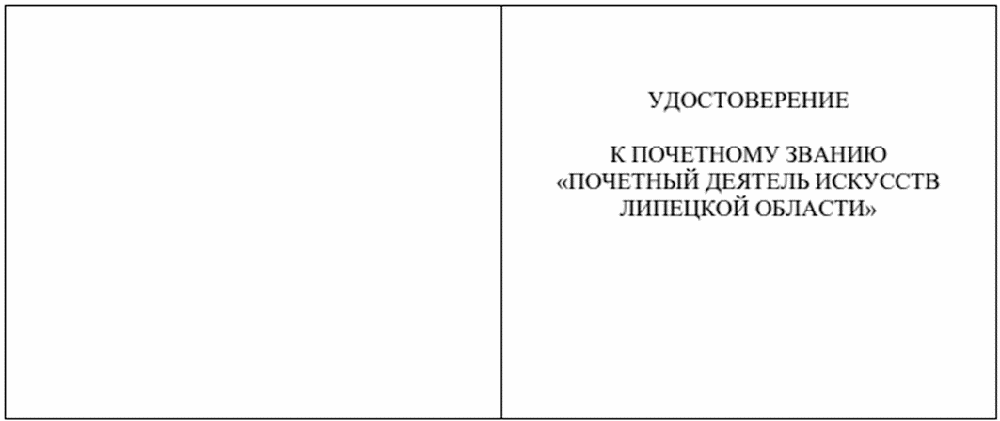 УДОСТОВЕРЕНИЕ
К ПОЧЕТНОМУ ЗВАНИЮ
«ПОЧЕТНЫЙ ДЕЯТЕЛЬ ИСКУССТВ
ЛИПЕЦКОЙ ОБЛАСТИ»